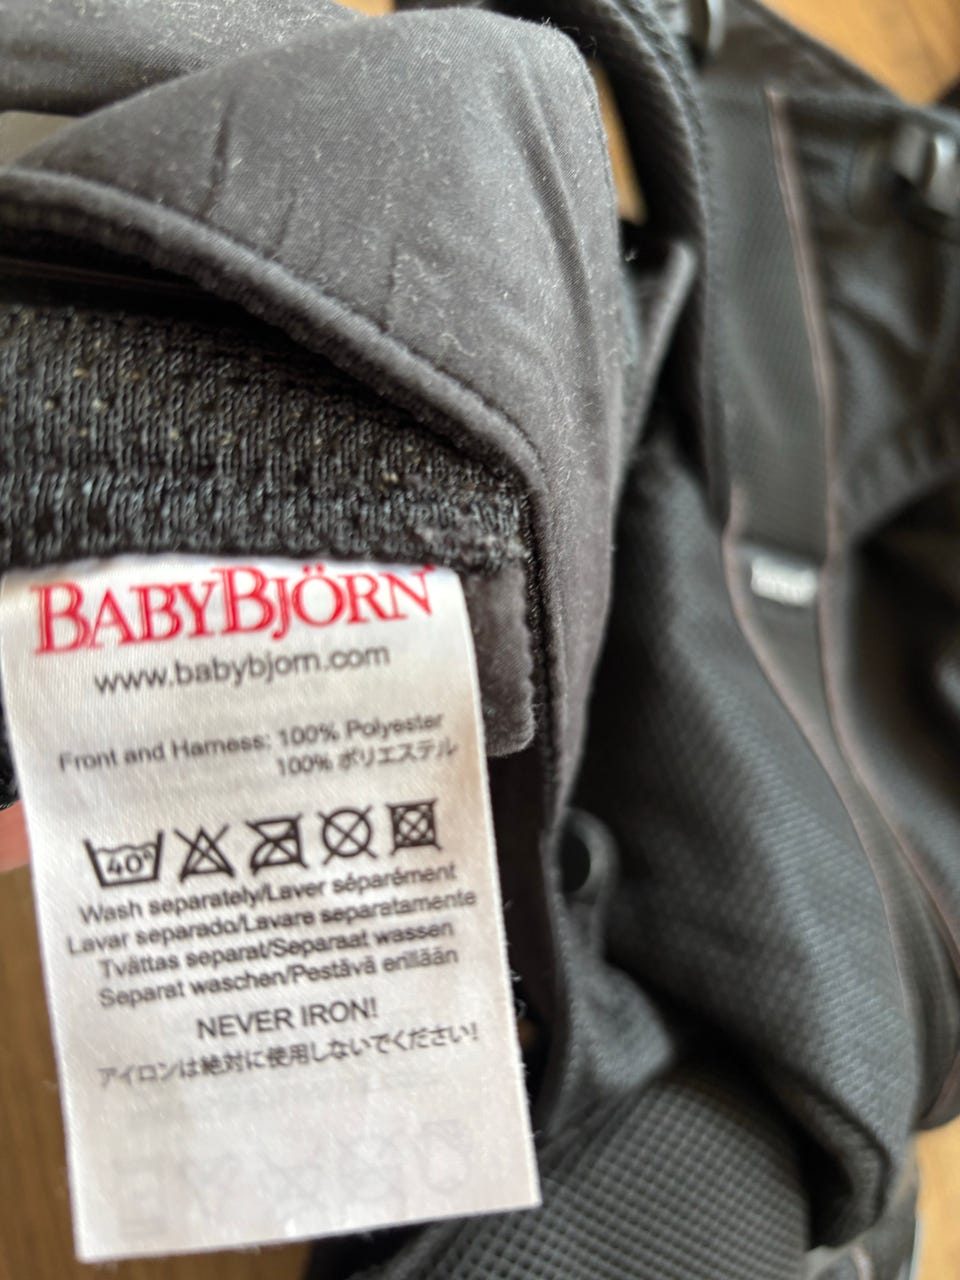 BABYBJÖRN
www.babybjorn.com
Front and Harness: 100% Polyester
100% ポリエステル
40°
Wash separately/Laver séparément
Lavar separado/Lavare separatamente
Tvättas separat/Separaat wassen
Separat waschen/Pestävä erillään
NEVER IRON!
アイロンは絶対に使用しないでください!